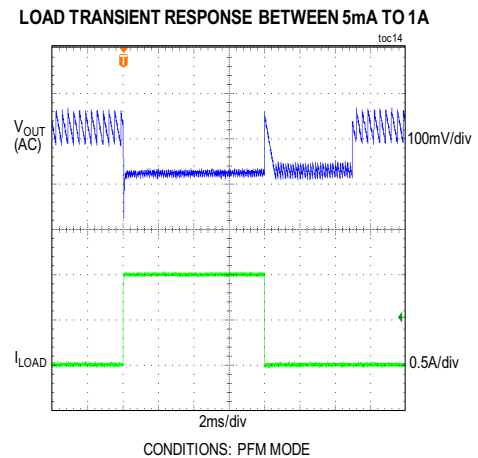 LOAD TRANSIENT RESPONSE BETWEEN 5mA TO 1A
toc14
T
VOUT
(AC)
100mV/div
ILOAD
0.5A/div
2ms/div
CONDITIONS: PFM MODE